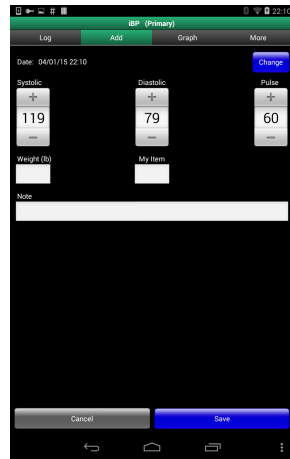 22:10
iBP (Primary)
Log Add Graph More
Date: 04/01/15 22:10 Change
Systolic Diastolic Pulse
+ + +
119 79 60
− − −
Weight (lb) My Item
Note
Cancel Save